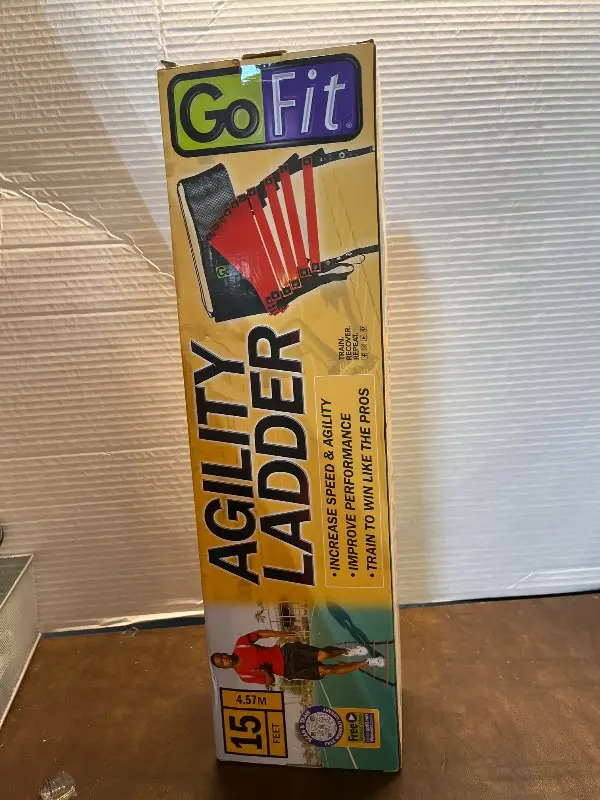 GoFit
Go
TRAIN.
RECOVER.
REPEAT.
AGILITY
LADDER
• INCREASE SPEED & AGILITY
• IMPROVE PERFORMANCE
• TRAIN TO WIN LIKE THE PROS
4.57M
15
FEET
Free